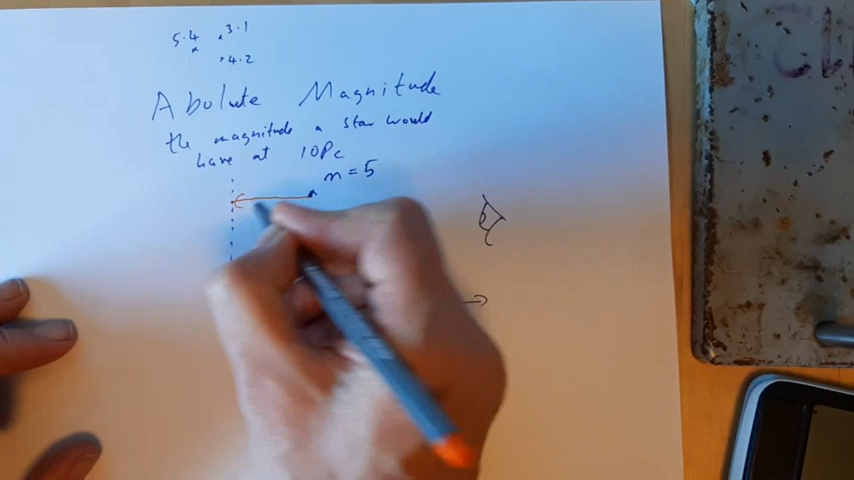 5.4 3.1
4.2
Abolute Magnitude
the magnitude a star would
have at 10Pc
m = 5